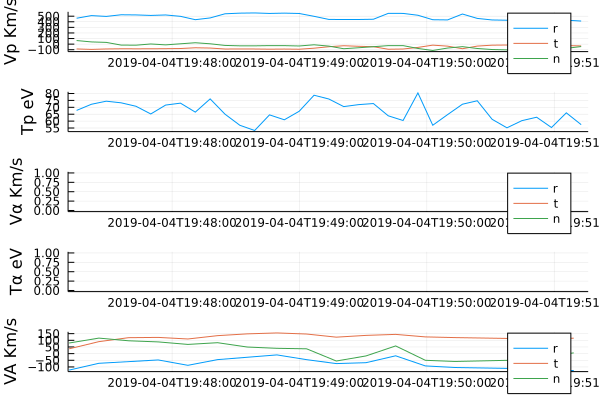 Vp Km/s
500
400
300
200
100
0
−100
2019-04-04T19:48:00
2019-04-04T19:49:00
2019-04-04T19:50:00
2019-04-04T19:51
r
t
n
Tp eV
80
75
70
65
60
55
2019-04-04T19:48:00
2019-04-04T19:49:00
2019-04-04T19:50:00
2019-04-04T19:51
Vα Km/s
1.00
0.75
0.50
0.25
0.00
2019-04-04T19:48:00
2019-04-04T19:49:00
2019-04-04T19:50:00
:51
r
t
n
Tα eV
1.00
0.75
0.50
0.25
0.00
2019-04-04T19:48:00
2019-04-04T19:49:00
2019-04-04T19:50:00
2019-04-04T19:51
VA Km/s
150
100
50
0
−50
−100
2019-04-04T19:48:00
2019-04-04T19:49:00
2019-04-04T19:50:00
:51
r
t
n